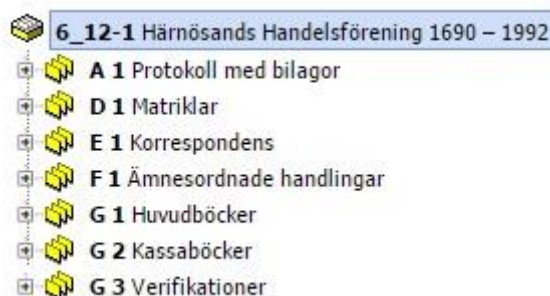 6_12-1 Härnösands Handelsförening 1690 – 1992
A 1 Protokoll med bilagor
D 1 Matriklar
E 1 Korrespondens
F 1 Ämnesordnade handlingar
G 1 Huvudböcker
G 2 Kassaböcker
G 3 Verifikationer